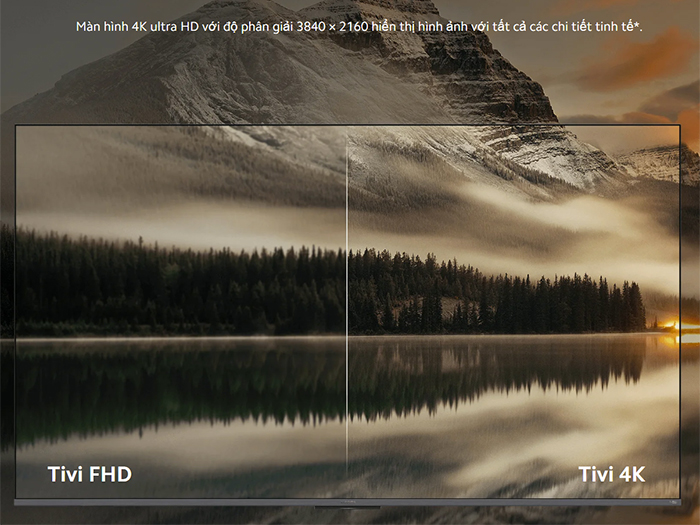 Màn hình 4K ultra HD với độ phân giải 3840 × 2160 hiển thị hình ảnh với tất cả các chi tiết tinh tế*.
Tivi FHD
Tivi 4K